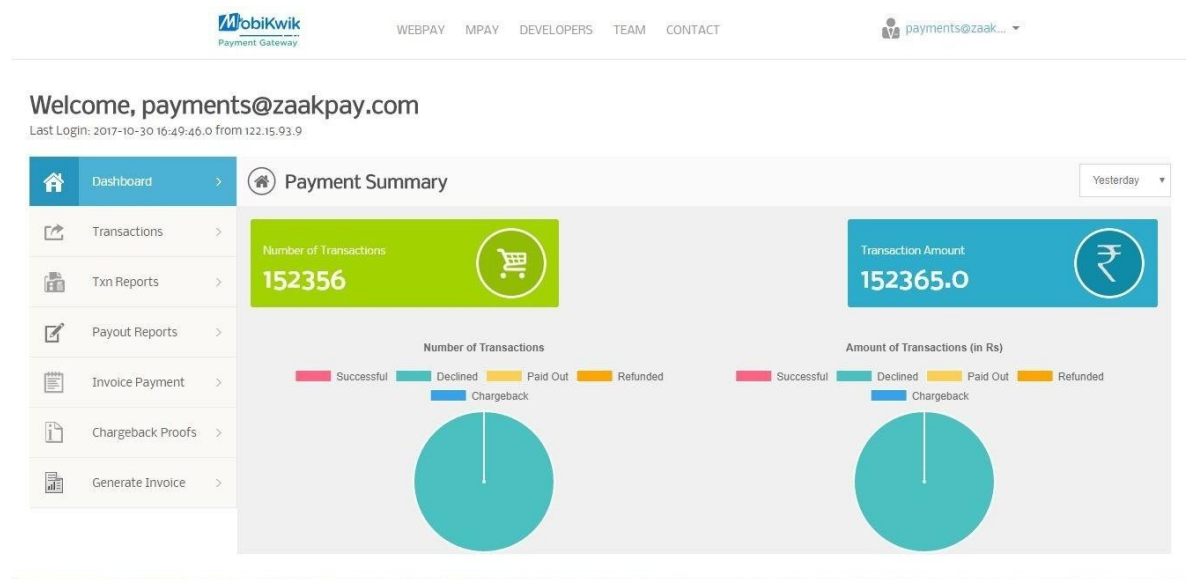 MobiKwik
Payment Gateway
WEBPAY MPAY DEVELOPERS TEAM CONTACT
payments@zaak...
Welcome, payments@zaakpay.com
Last Login: 2017-10-30 16:49:46.0 from 122.15.93.9
Dashboard
Payment Summary
Yesterday
Transactions
Txn Reports
Payout Reports
Invoice Payment
Chargeback Proofs
Generate Invoice
Number of Transactions
152356
Transaction Amount
152365.0
Number of Transactions
Successful Declined Paid Out Refunded
Chargeback
Amount of Transactions (in Rs)
Successful Declined Paid Out Refunded
Chargeback